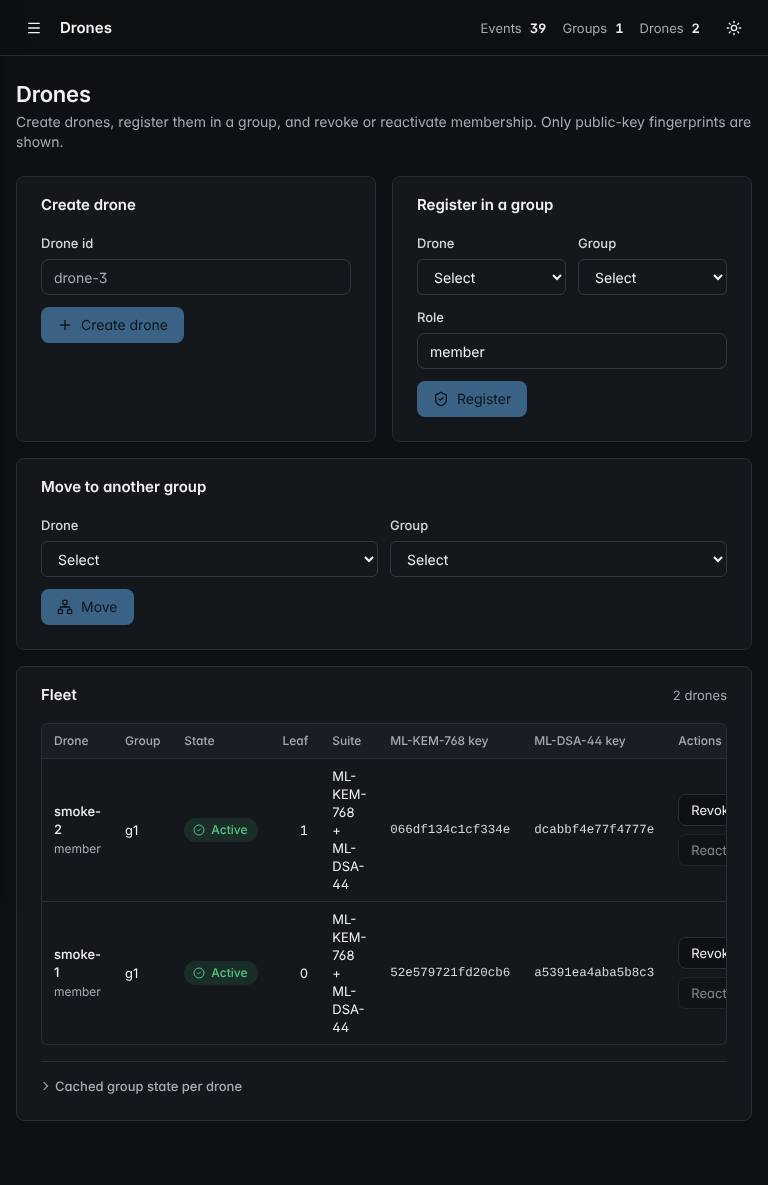 Drones
Events 39 Groups 1 Drones 2
Drones
Create drones, register them in a group, and revoke or reactivate membership. Only public-key fingerprints are
shown.
Create drone
Drone id
drone-3
Create drone
Register in a group
Drone Group
Select Select
Role
member
Register
Move to another group
Drone Group
Select Select
Move
Fleet 2 drones
Drone Group State Leaf Suite ML-KEM-768 key ML-DSA-44 key Actions
smoke-
2
member
g1
Active
1
ML-
KEM-
768
+
ML-
DSA-
44
066df134c1cf334e
dcabbf4e77f4777e
Revok
React
smoke-
1
member
g1
Active
0
ML-
KEM-
768
+
ML-
DSA-
44
52e579721fd20cb6
a5391ea4aba5b8c3
Revok
React
Cached group state per drone